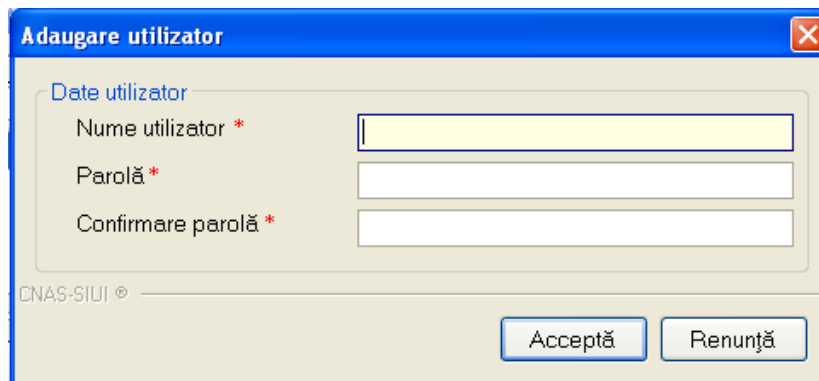 Adaugare utilizator
Date utilizator
Nume utilizator *
Parolă *
Confirmare parolă *
CNAS-SIUI ®
Acceptă Renunţă